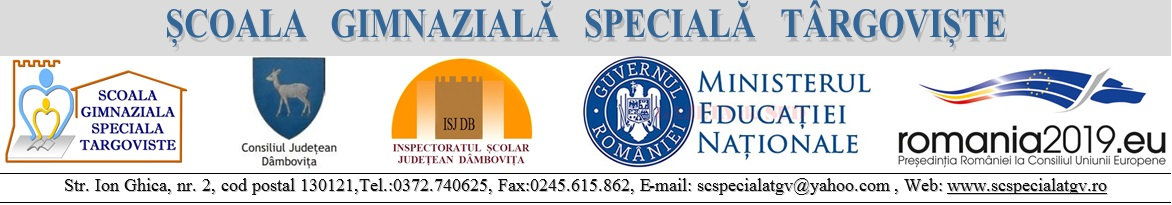 ȘCOALA GIMNAZIALĂ SPECIALĂ TÂRGOVIȘTE
SCOALA
GIMNAZIALA
SPECIALA
TARGOVISTE
Consiliul Județean
Dâmbovița
ISJ DB
INSPECTORATUL ȘCOLAR
JUDEȚEAN DÂMBOVIȚA
GUVERNUL ROMÂNIEI
MINISTERUL
EDUCAȚIEI
NAȚIONALE
romania2019.eu
Președinția României la Consiliul Uniunii Europene
Str. Ion Ghica, nr. 2, cod postal 130121,Tel.:0372.740625, Fax:0245.615.862, E-mail: scspecialatgv@yahoo.com , Web: www.scspecialatgv.ro